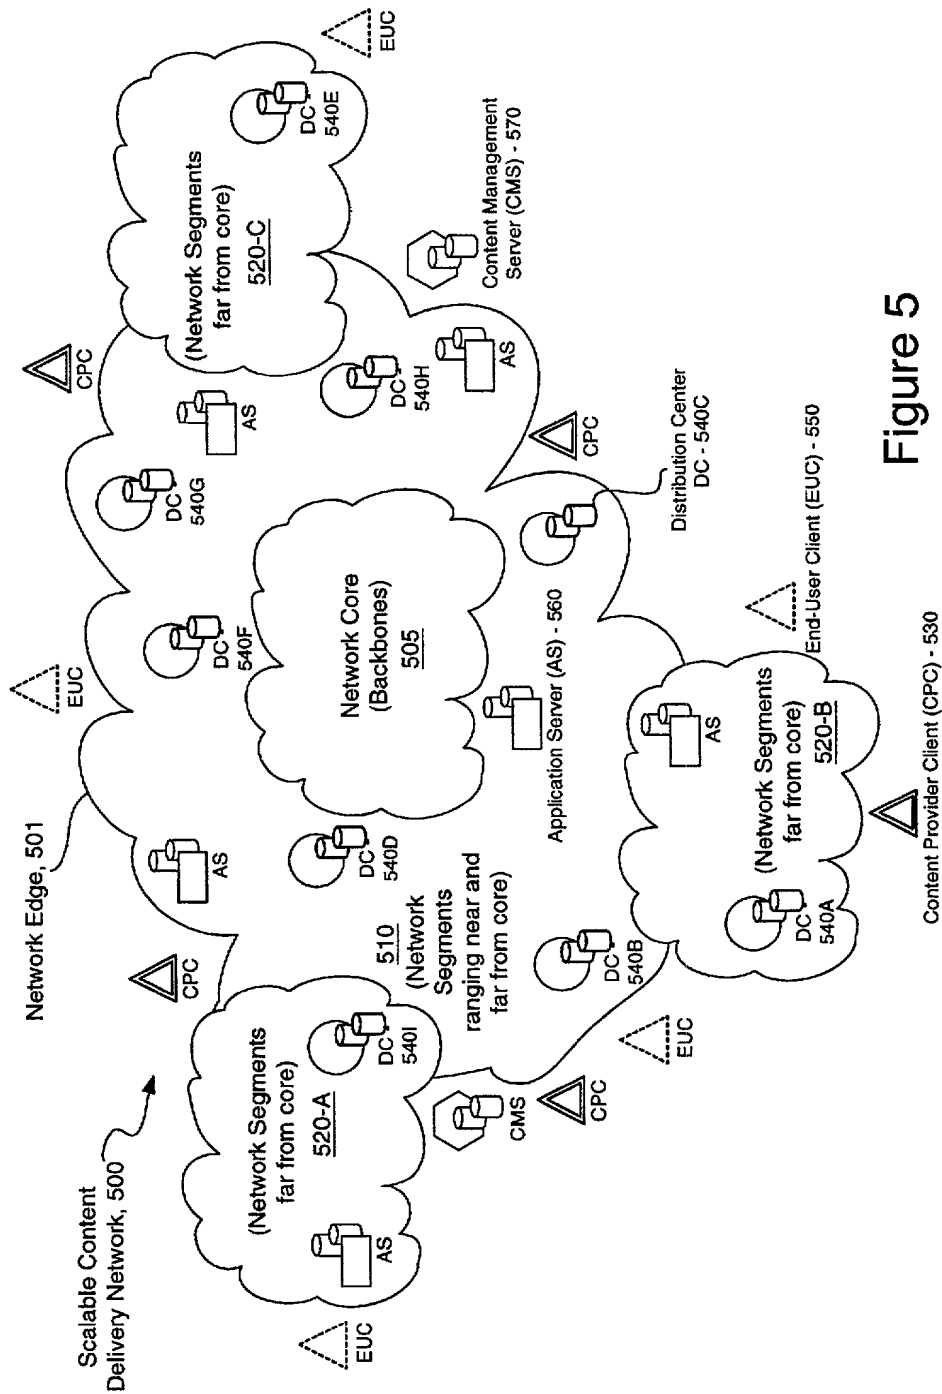 Scalable Content
Delivery Network, 500
Network Edge, 501
EUC
CPC
EUC
CPC
EUC
(Network Segments
far from core)
520-A
AS
DC
540I
AS
DC
540D
DC
540F
DC
540G
AS
(Network Segments
far from core)
520-C
DC
540E
510
(Network
Segments
ranging near and
far from core)
Network Core
(Backbones)
505
DC
540H
AS
CMS
CPC
DC
540B
Application Server (AS) - 560
CPC
Content Management
Server (CMS) - 570
EUC
Distribution Center
DC - 540C
DC
540A
(Network Segments
far from core)
520-B
AS
End-User Client (EUC) - 550
Content Provider Client (CPC) - 530
Figure 5